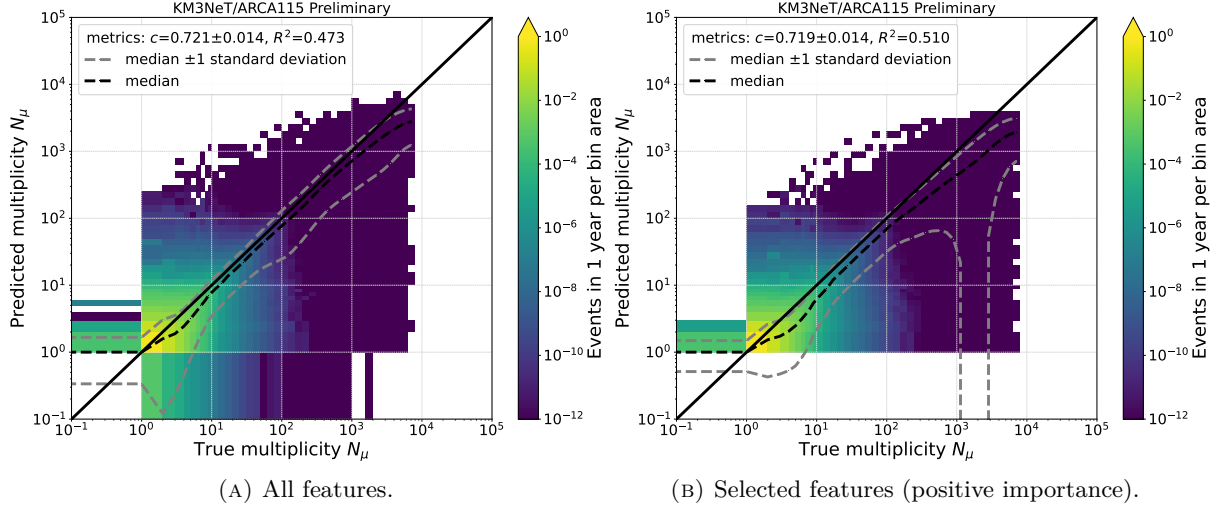 KM3NeT/ARCA115 Preliminary
metrics: c=0.721±0.014, R²=0.473
median ±1 standard deviation
median
10⁵
10⁴
10³
10²
10¹
10⁰
10⁻¹
Predicted multiplicity Nμ
10⁻¹ 10⁰ 10¹ 10² 10³ 10⁴ 10⁵
True multiplicity Nμ
10⁰
10⁻²
10⁻⁴
10⁻⁶
10⁻⁸
10⁻¹⁰
10⁻¹²
Events in 1 year per bin area
(A) All features.
KM3NeT/ARCA115 Preliminary
metrics: c=0.719±0.014, R²=0.510
median ±1 standard deviation
median
10⁵
10⁴
10³
10²
10¹
10⁰
10⁻¹
Predicted multiplicity Nμ
10⁻¹ 10⁰ 10¹ 10² 10³ 10⁴ 10⁵
True multiplicity Nμ
10⁰
10⁻²
10⁻⁴
10⁻⁶
10⁻⁸
10⁻¹⁰
10⁻¹²
Events in 1 year per bin area
(B) Selected features (positive importance).